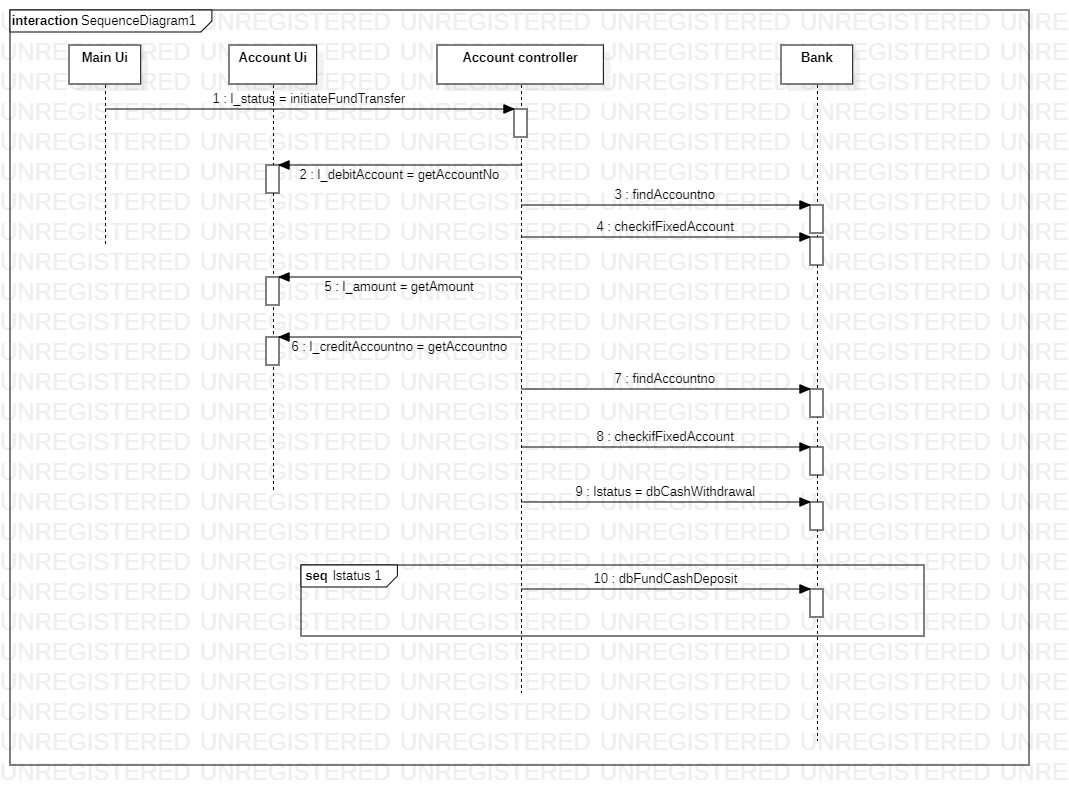 interaction SequenceDiagram1
Main Ui
Account Ui
Account controller
Bank
1 : l_status = initiateFundTransfer
2 : l_debitAccount = getAccountNo
3 : findAccountno
4 : checkifFixedAccount
5 : l_amount = getAmount
6 : l_creditAccountno = getAccountno
7 : findAccountno
8 : checkifFixedAccount
9 : lstatus = dbCashWithdrawal
seq lstatus 1
10 : dbFundCashDeposit
UNREGISTERED UNREGISTERED UNREGISTERED UNREGISTERED UNREGISTERED UNRE